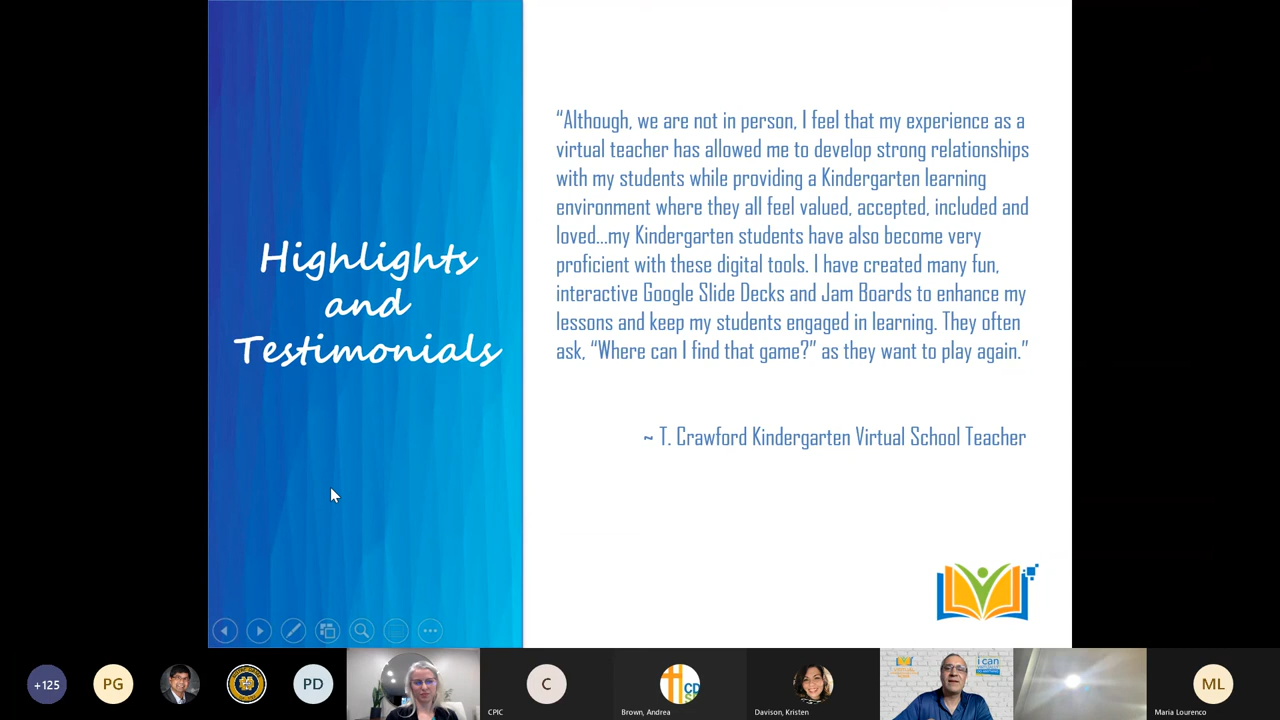 Highlights
and
Testimonials
“Although, we are not in person, I feel that my experience as a
virtual teacher has allowed me to develop strong relationships
with my students while providing a Kindergarten learning
environment where they all feel valued, accepted, included and
loved...my Kindergarten students have also become very
proficient with these digital tools. I have created many fun,
interactive Google Slide Decks and Jam Boards to enhance my
lessons and keep my students engaged in learning. They often
ask, “Where can I find that game?” as they want to play again.”
~ T. Crawford Kindergarten Virtual School Teacher
+125
PG
PD
C
CPIC
CD
Brown, Andrea
Davison, Kristen
i can
ML
Maria Lourenco